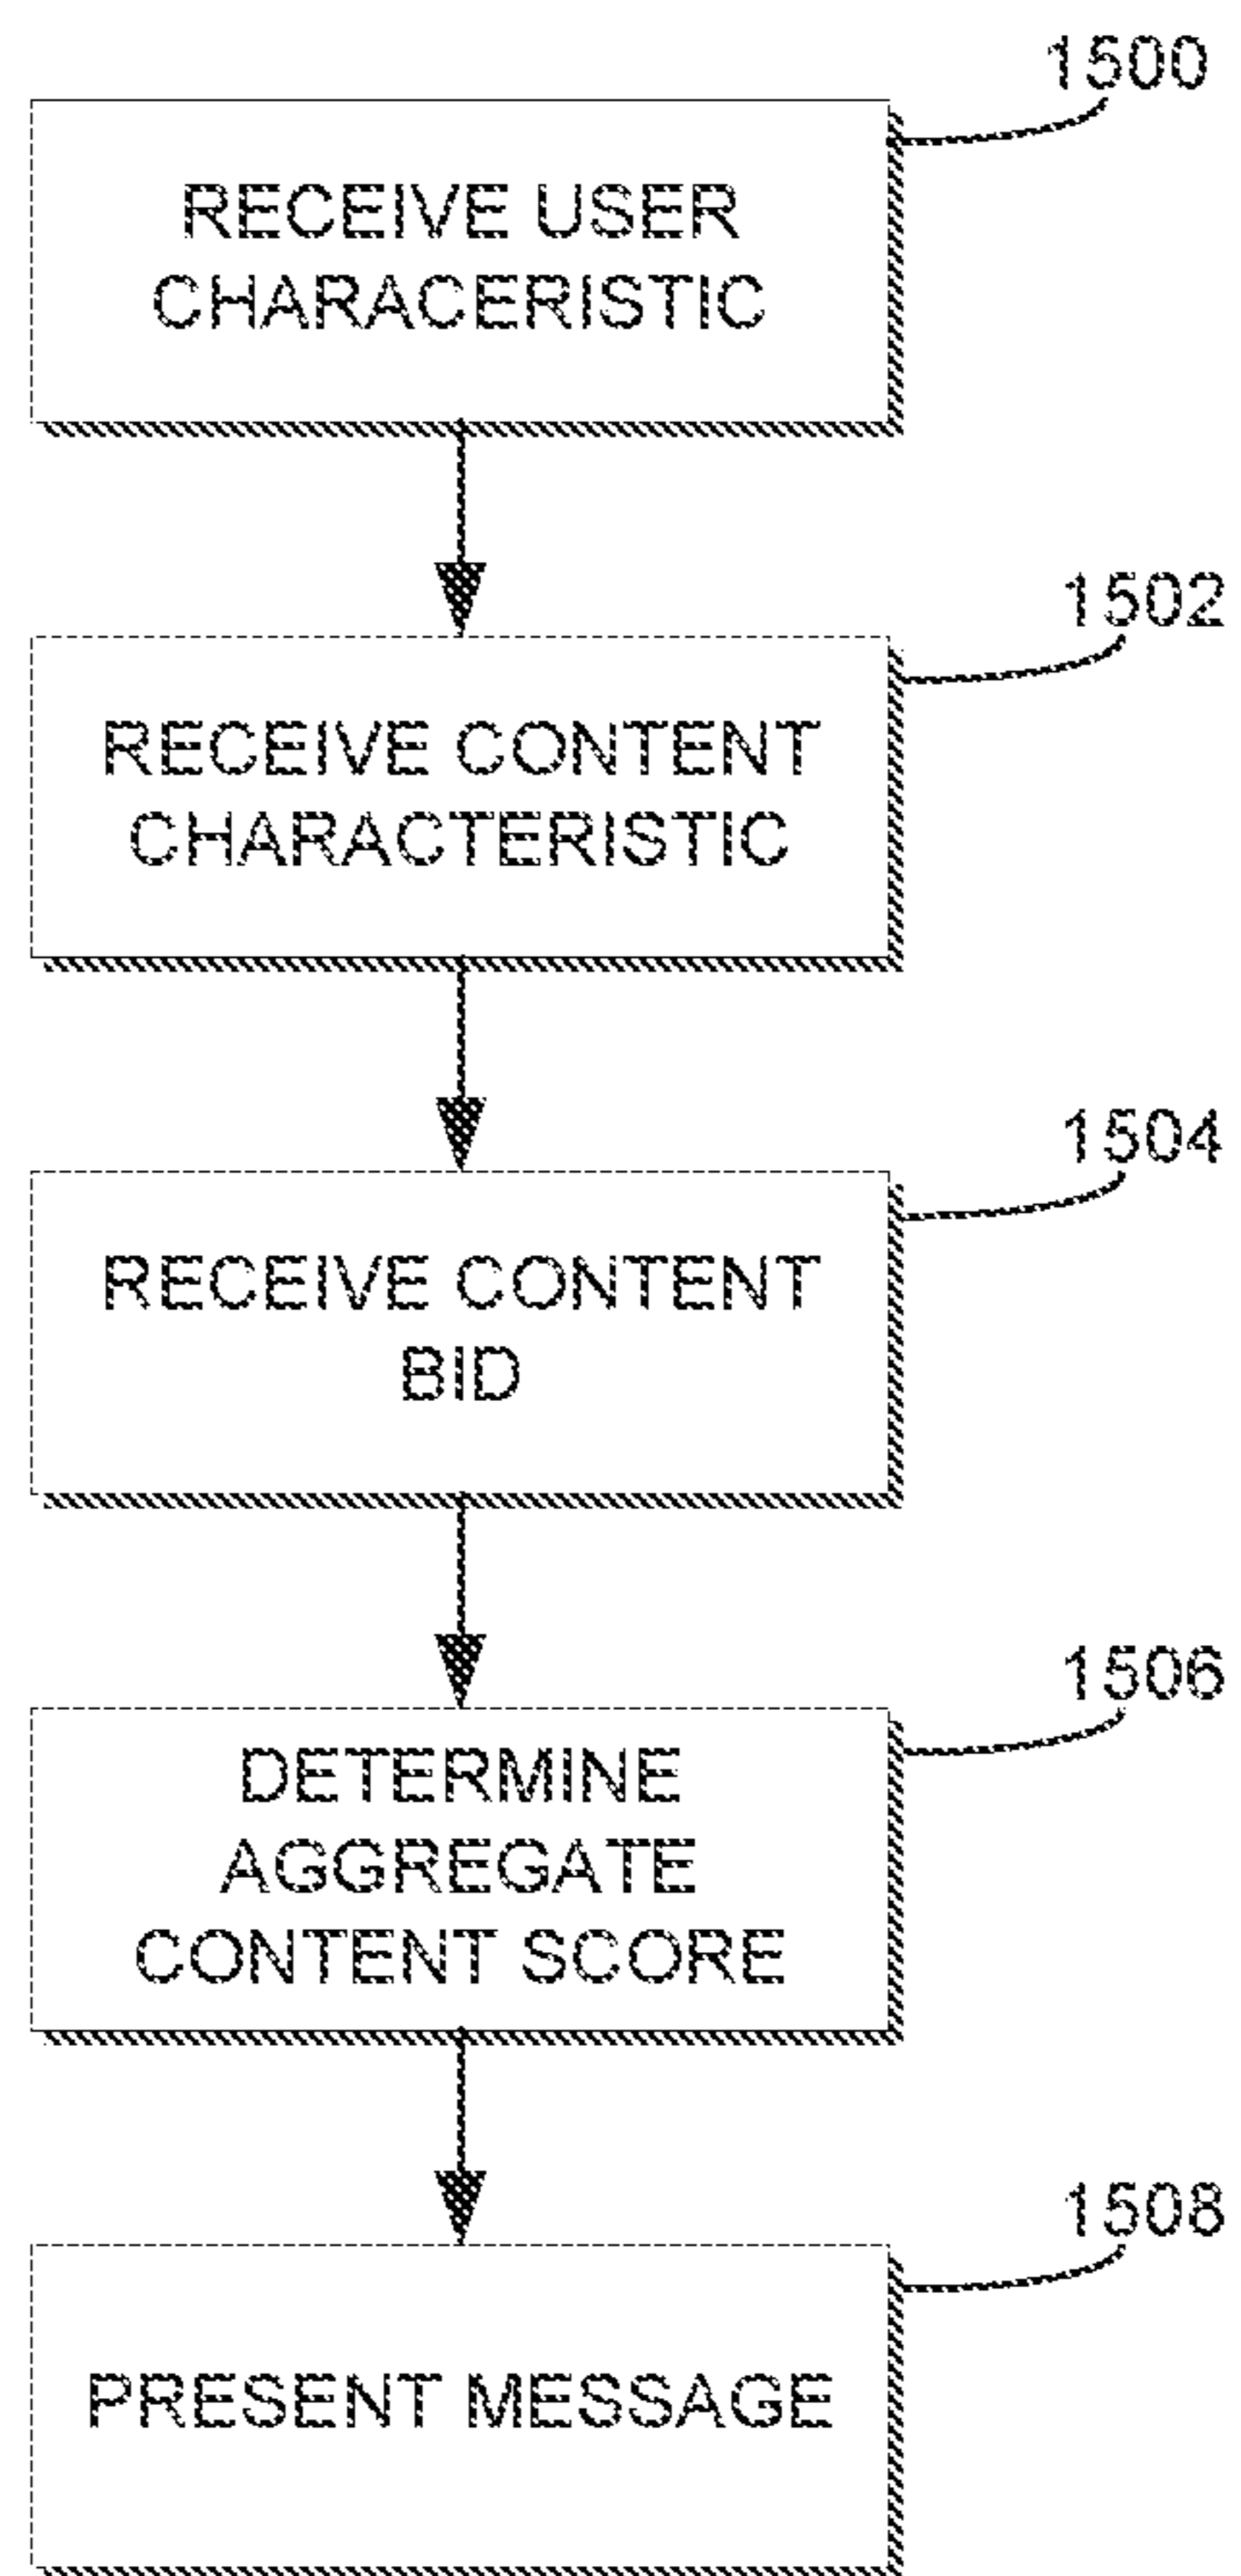 1500
RECEIVE USER
CHARACERISTIC
1502
RECEIVE CONTENT
CHARACTERISTIC
1504
RECEIVE CONTENT
BID
1506
DETERMINE
AGGREGATE
CONTENT SCORE
1508
PRESENT MESSAGE